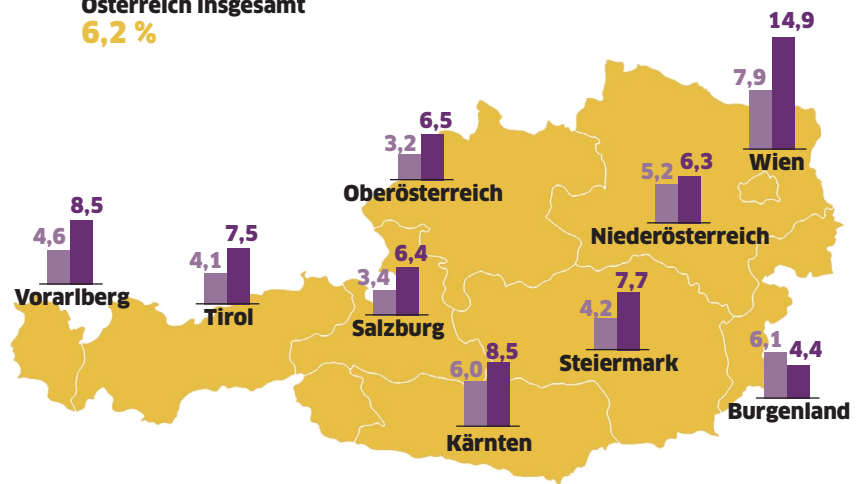 Österreich insgesamt
6,2 %
14,9
7,9
Wien
6,5
3,2
Oberösterreich
6,3
5,2
Niederösterreich
8,5
4,6
Vorarlberg
7,5
4,1
Tirol
6,4
3,4
Salzburg
7,7
4,2
Steiermark
8,5
6,0
Kärnten
6,1
4,4
Burgenland